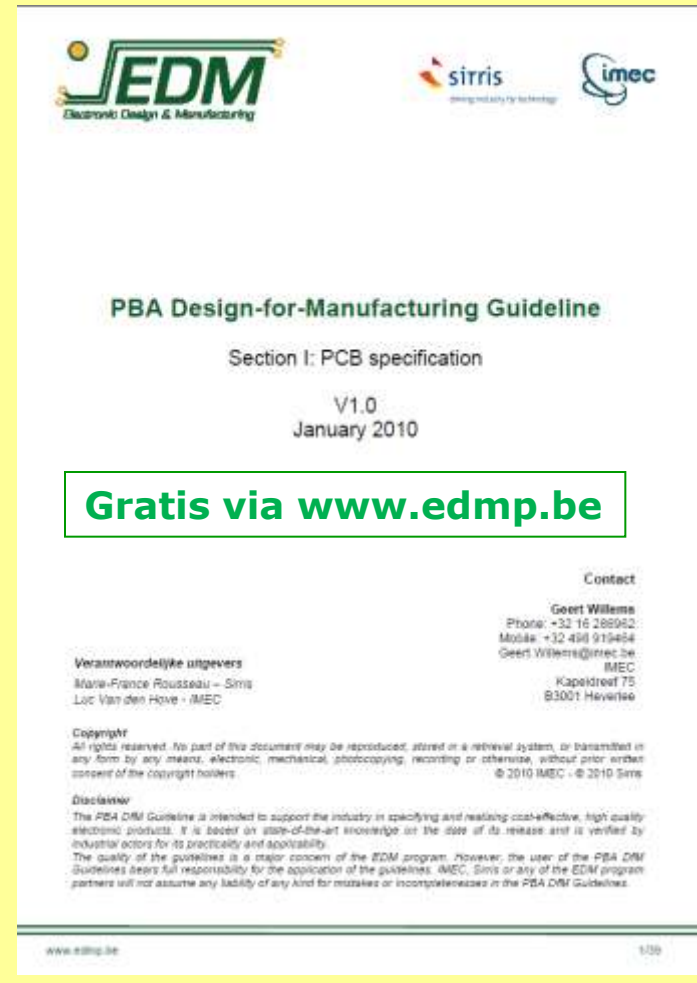 EDM
Electronic Design & Manufacturing
sirris
driving industry by technology
imec
PBA Design-for-Manufacturing Guideline
Section I: PCB specification
V1.0
January 2010
Gratis via www.edmp.be
Contact
Geert Willems
Phone: +32 16 288962
Mobile: +32 498 919464
Geert.Willems@imec.be
IMEC
Kapeldreef 75
B3001 Heverlee
Verantwoordelijke uitgevers
Marie-France Rousseau – Sirris
Luc Van den Hove - IMEC
Copyright
All rights reserved. No part of this document may be reproduced, stored in a retrieval system, or transmitted in
any form by any means, electronic, mechanical, photocopying, recording or otherwise, without prior written
consent of the copyright holders. © 2010 IMEC - © 2010 Sirris
Disclaimer
The PBA DfM Guideline is intended to support the industry in specifying and realising cost-effective, high quality
electronic products. It is based on state-of-the-art knowledge on the date of its release and is verified by
industrial actors for its practicality and applicability.
The quality of the guidelines is a major concern of the EDM program. However, the user of the PBA DfM
Guidelines bears full responsibility for the application of the guidelines. IMEC, Sirris or any of the EDM program
partners will not assume any liability of any kind for mistakes or incompletenesses in the PBA DfM Guidelines.
www.edmp.be 1/39